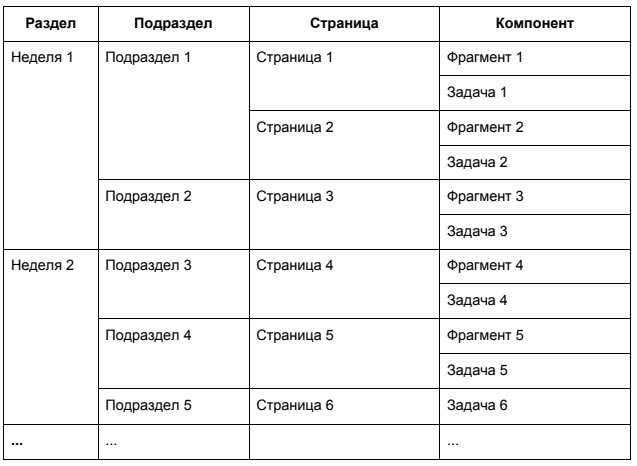 Раздел Подраздел Страница Компонент
Неделя 1 Подраздел 1 Страница 1 Фрагмент 1
Задача 1
Страница 2 Фрагмент 2
Задача 2
Подраздел 2 Страница 3 Фрагмент 3
Задача 3
Неделя 2 Подраздел 3 Страница 4 Фрагмент 4
Задача 4
Подраздел 4 Страница 5 Фрагмент 5
Задача 5
Подраздел 5 Страница 6 Задача 6
... ... ...